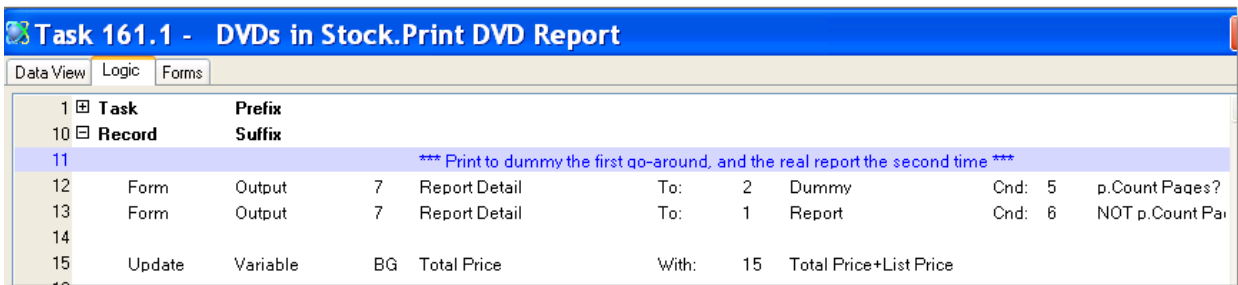 Task 161.1 - DVDs in Stock.Print DVD Report
Data View Logic Forms
1 Task Prefix
10 Record Suffix
11 *** Print to dummy the first go-around, and the real report the second time ***
12 Form Output 7 Report Detail To: 2 Dummy Cnd: 5 p.Count Pages?
13 Form Output 7 Report Detail To: 1 Report Cnd: 6 NOT p.Count Pa
14
15 Update Variable BG Total Price With: 15 Total Price+List Price